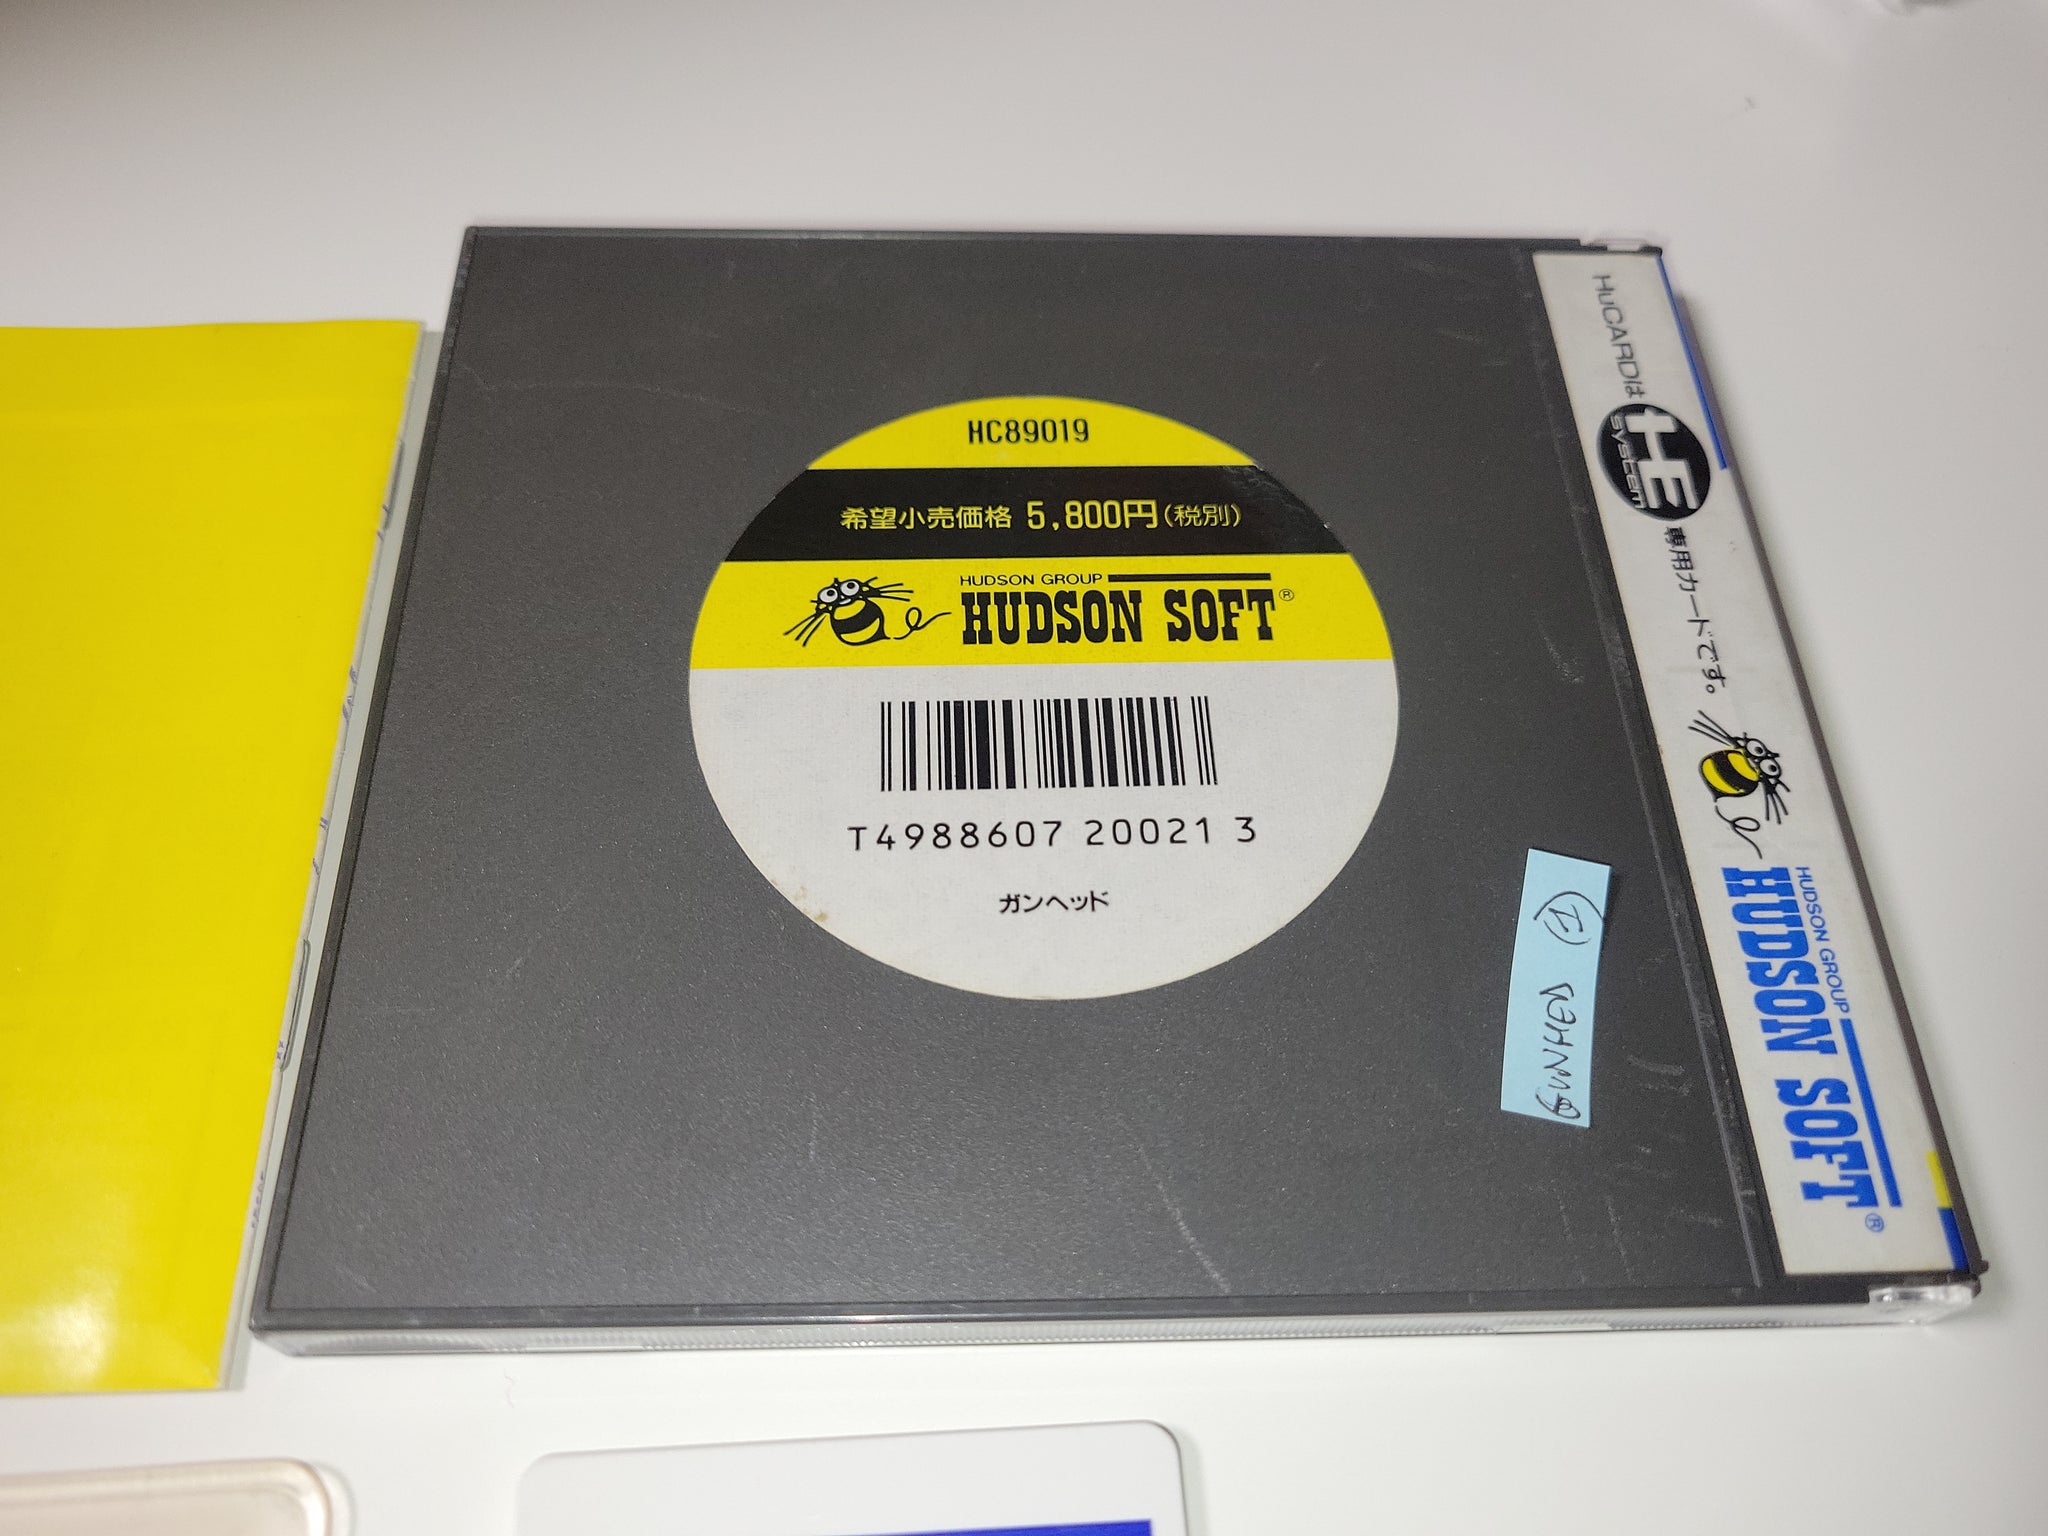 HC89019
希望小売価格 5,800円(税別)
HUDSON GROUP
HUDSON SOFT®
T4988607 20021 3
ガンヘッド
GUNHED I
HuCARDは HE system 専用カードです。
HUDSON GROUP
HUDSON SOFT®